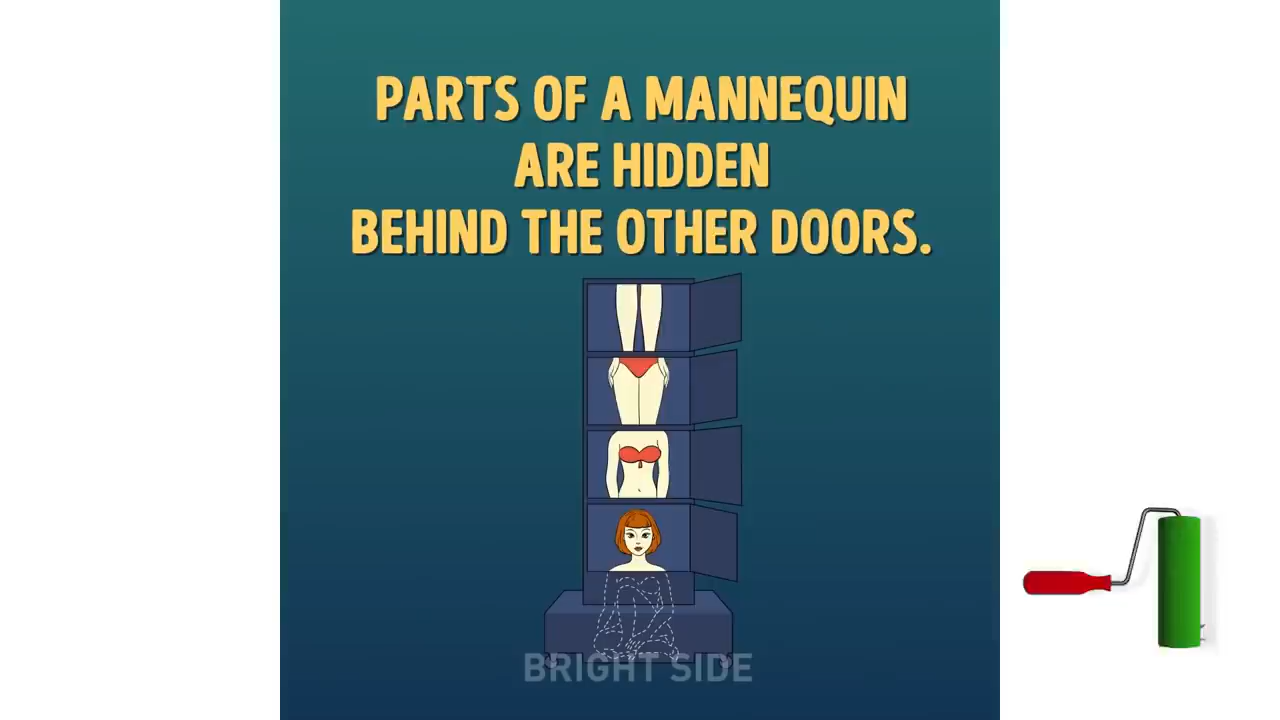 PARTS OF A MANNEQUIN
ARE HIDDEN
BEHIND THE OTHER DOORS.
BRIGHT SIDE